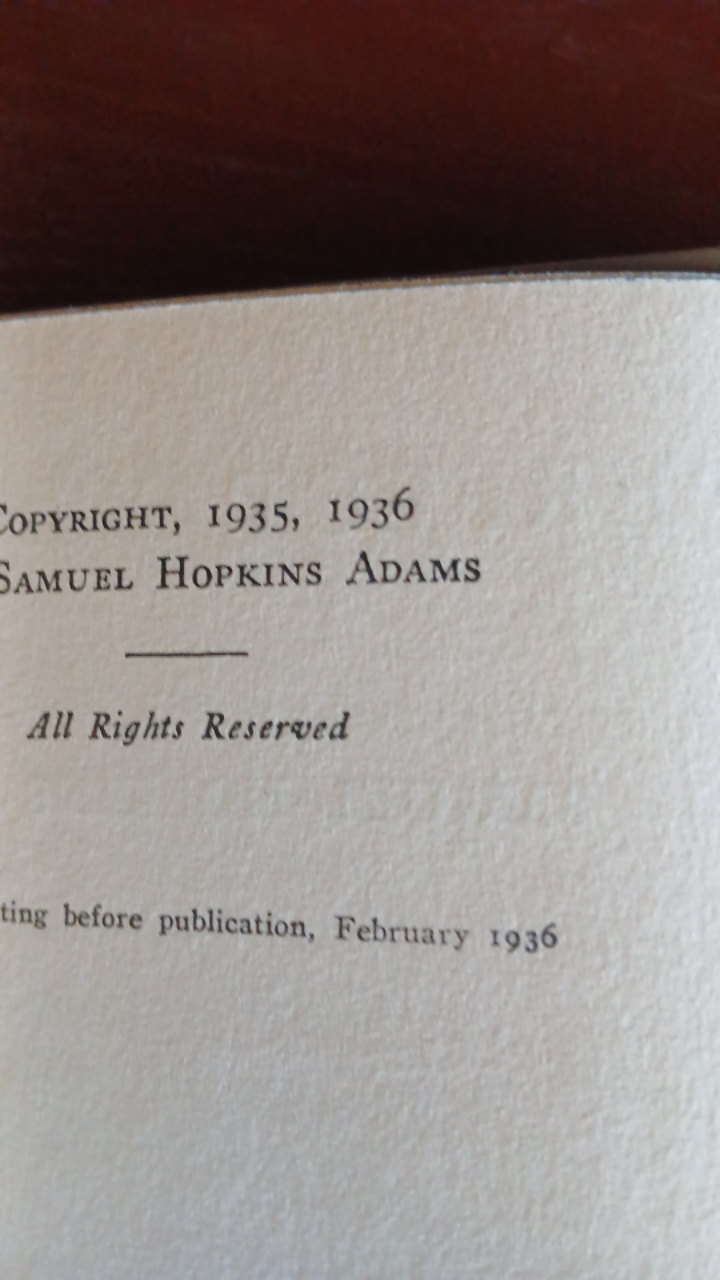 COPYRIGHT, 1935, 1936
SAMUEL HOPKINS ADAMS
All Rights Reserved
ting before publication, February 1936